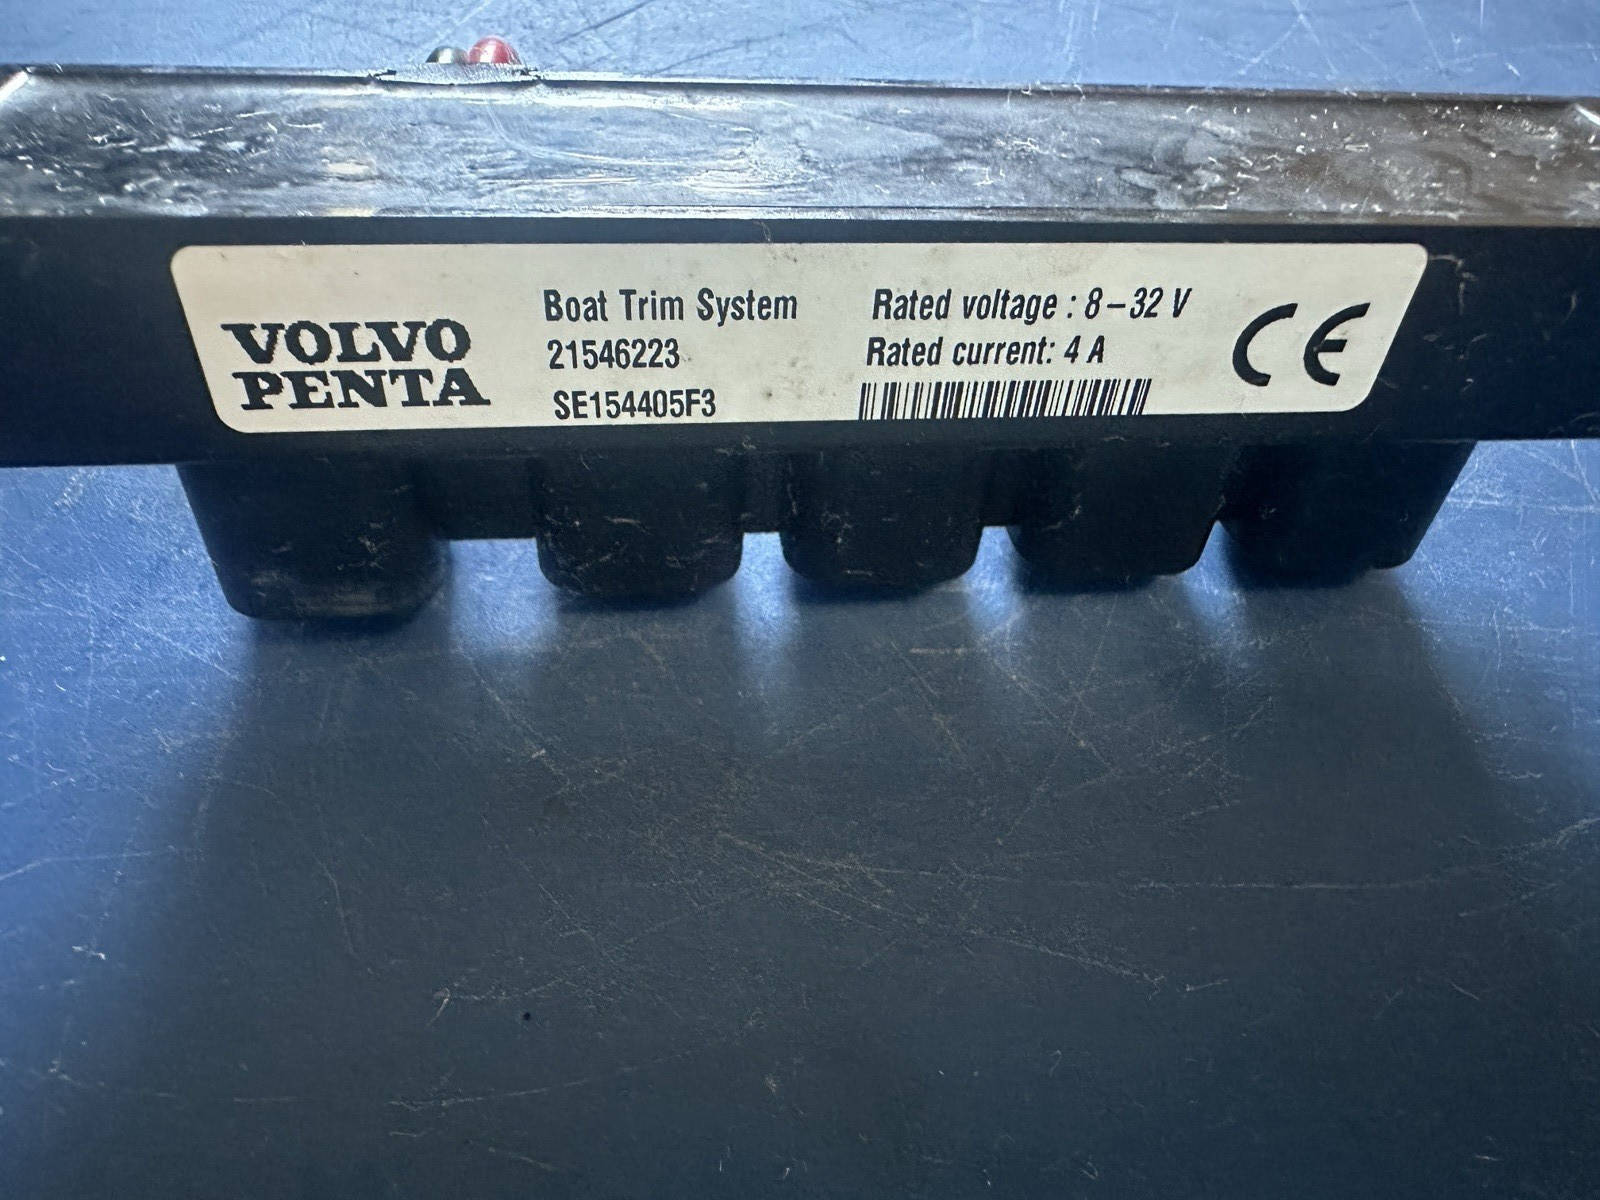 VOLVO
PENTA
Boat Trim System
21546223
SE154405F3
Rated voltage : 8-32 V
Rated current: 4 A
CE